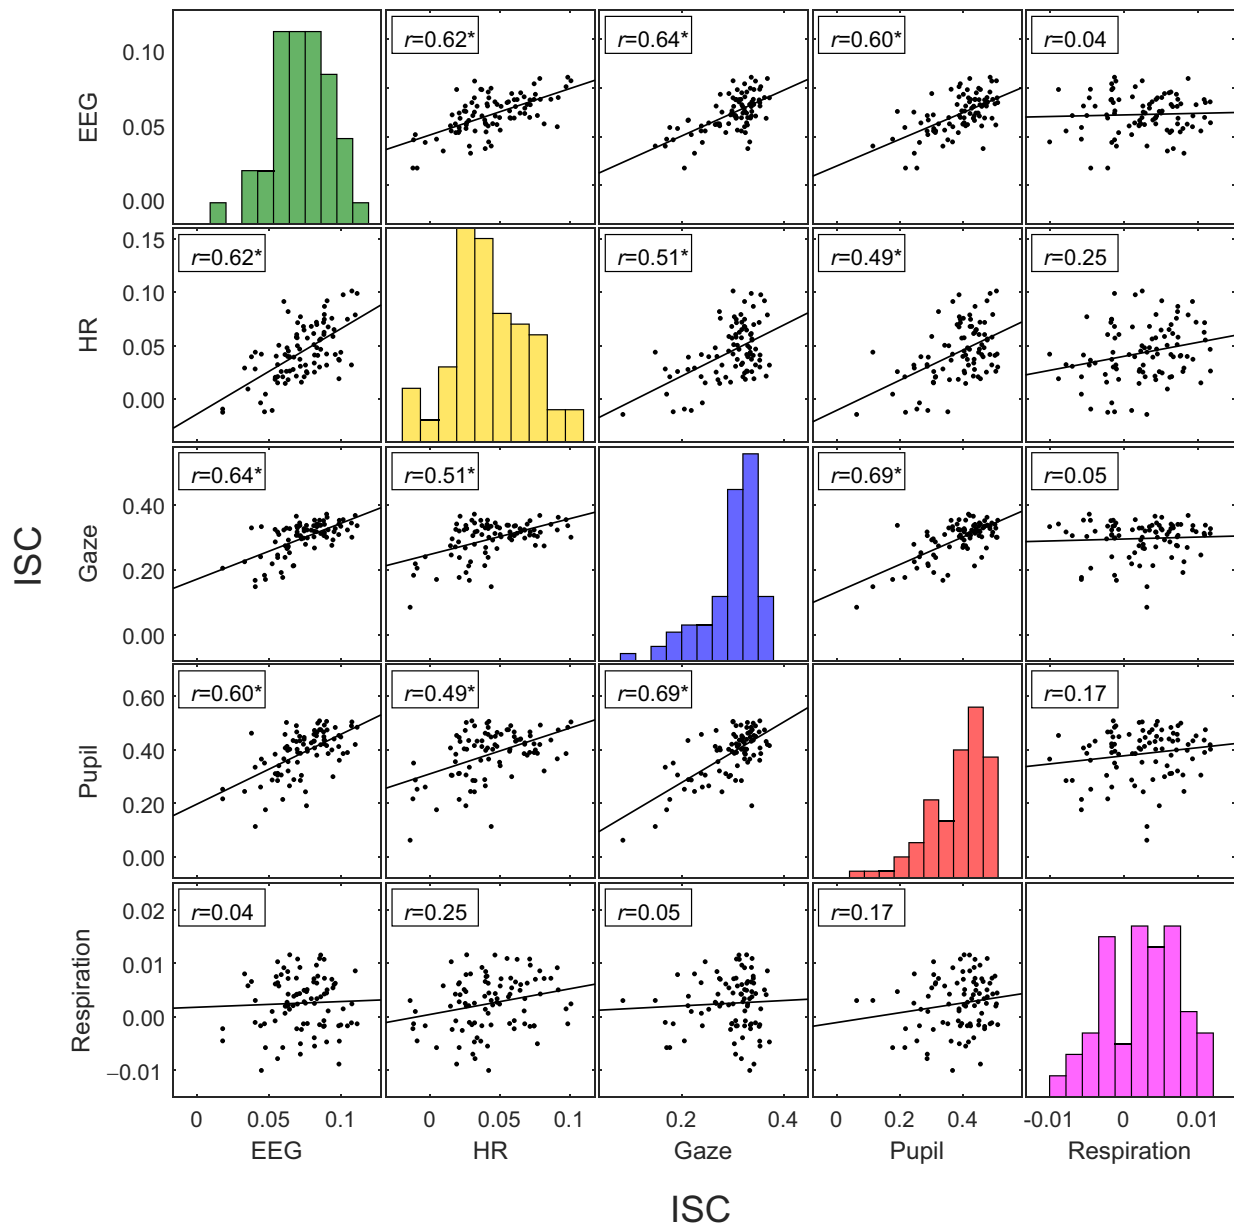 0.10
0.05
0.00
EEG
r=0.62*
r=0.64*
r=0.60*
r=0.04
0.15
0.10
0.05
0.00
HR
r=0.62*
r=0.51*
r=0.49*
r=0.25
ISC
0.40
0.20
0.00
Gaze
r=0.64*
r=0.51*
r=0.69*
r=0.05
0.60
0.40
0.20
0.00
Pupil
r=0.60*
r=0.49*
r=0.69*
r=0.17
0.02
0.01
0.00
−0.01
Respiration
r=0.04
r=0.25
r=0.05
r=0.17
0 0.05 0.1 0 0.05 0.1 0.2 0.4 0 0.2 0.4 -0.01 0 0.01
EEG HR Gaze Pupil Respiration
ISC